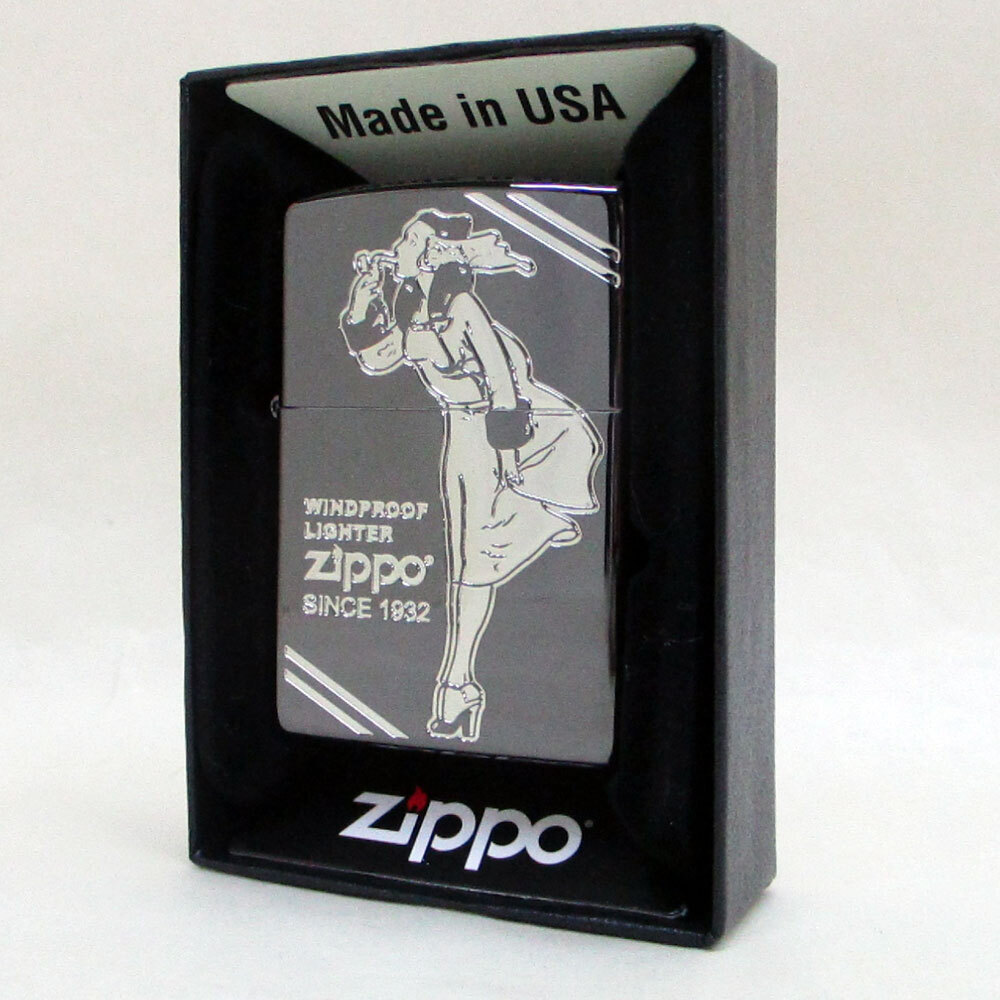 Made in USA
WINDPROOF
LIGHTER
zippo
SINCE 1932
zippo